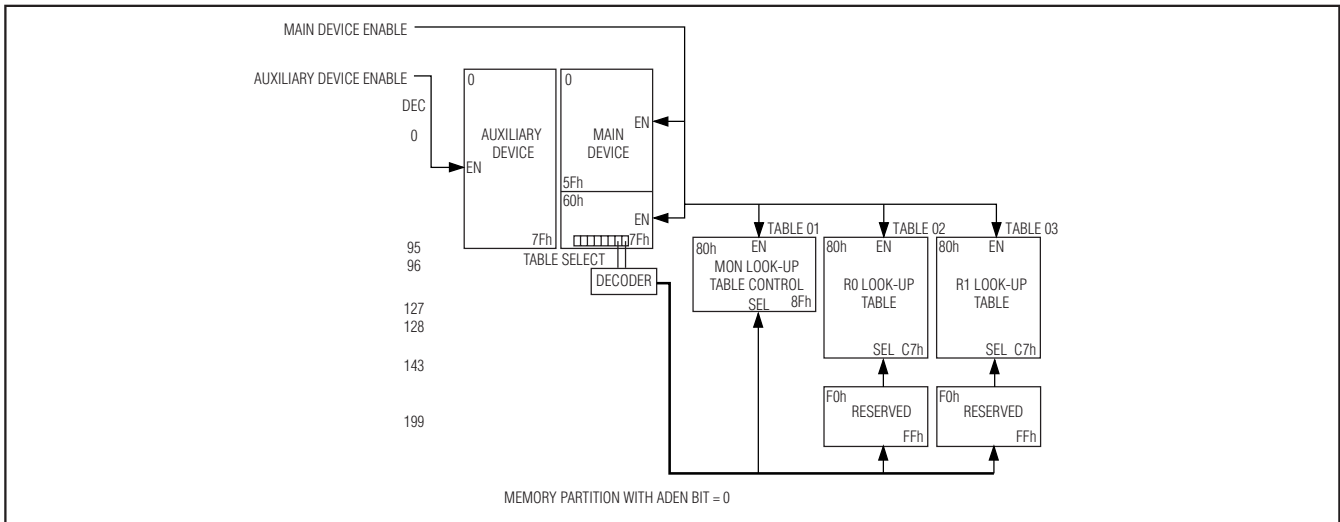 MAIN DEVICE ENABLE
AUXILIARY DEVICE ENABLE
DEC
0
95
96
127
128
143
199
0
AUXILIARY
DEVICE
EN
7Fh
0
MAIN
DEVICE
EN
5Fh
60h
EN
7Fh
TABLE SELECT
DECODER
TABLE 01
80h
EN
MON LOOK-UP
TABLE CONTROL
SEL
8Fh
TABLE 02
80h
EN
R0 LOOK-UP
TABLE
SEL C7h
F0h
RESERVED
FFh
TABLE 03
80h
EN
R1 LOOK-UP
TABLE
SEL C7h
F0h
RESERVED
FFh
MEMORY PARTITION WITH ADEN BIT = 0